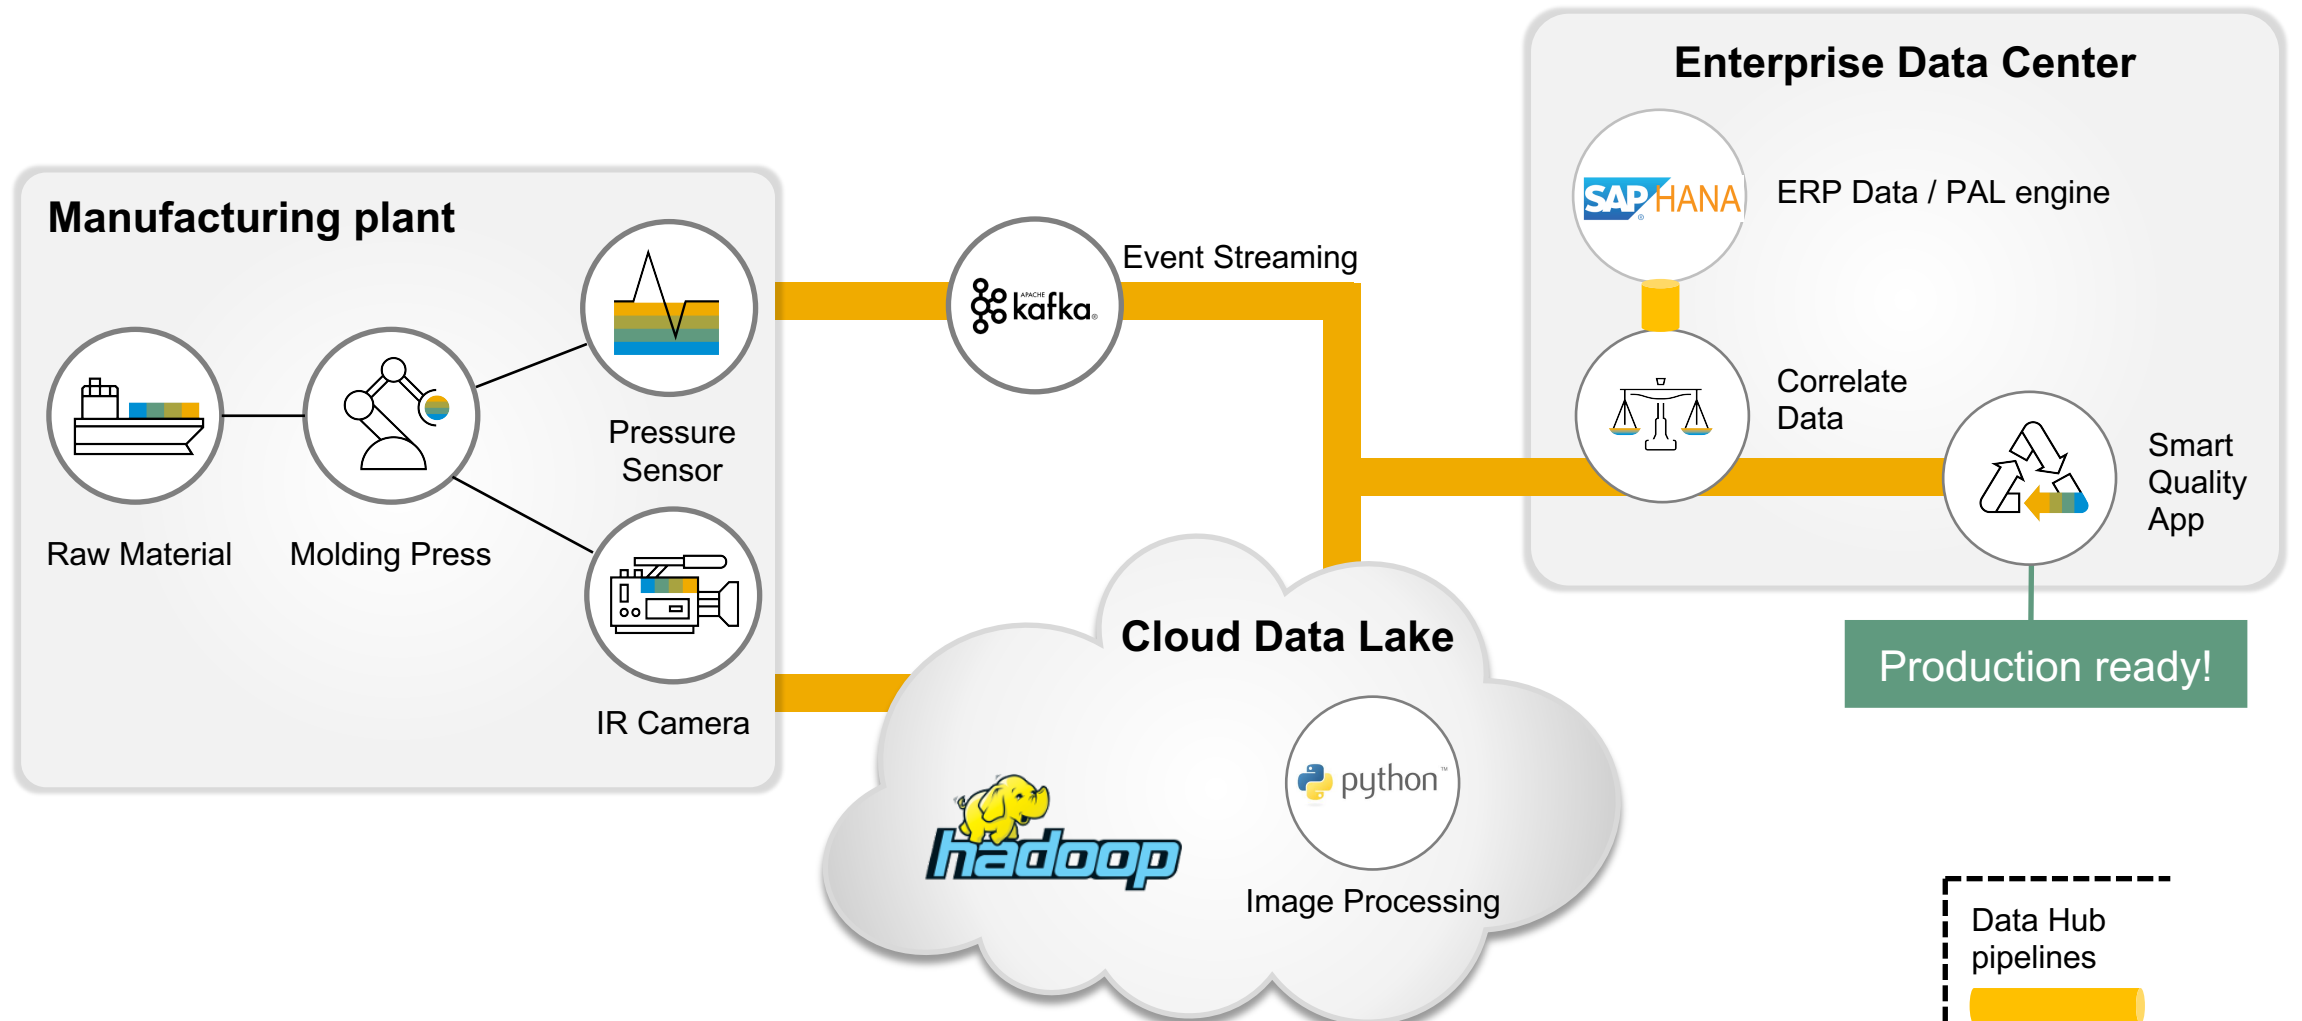 Enterprise Data Center
SAP HANA
®
ERP Data / PAL engine
Manufacturing plant
Event Streaming
APACHE
kafka®
Correlate
Data
Pressure
Sensor
Smart
Quality
App
Raw Material
Molding Press
Cloud Data Lake
Production ready!
IR Camera
python™
hadoop
Image Processing
Data Hub
pipelines